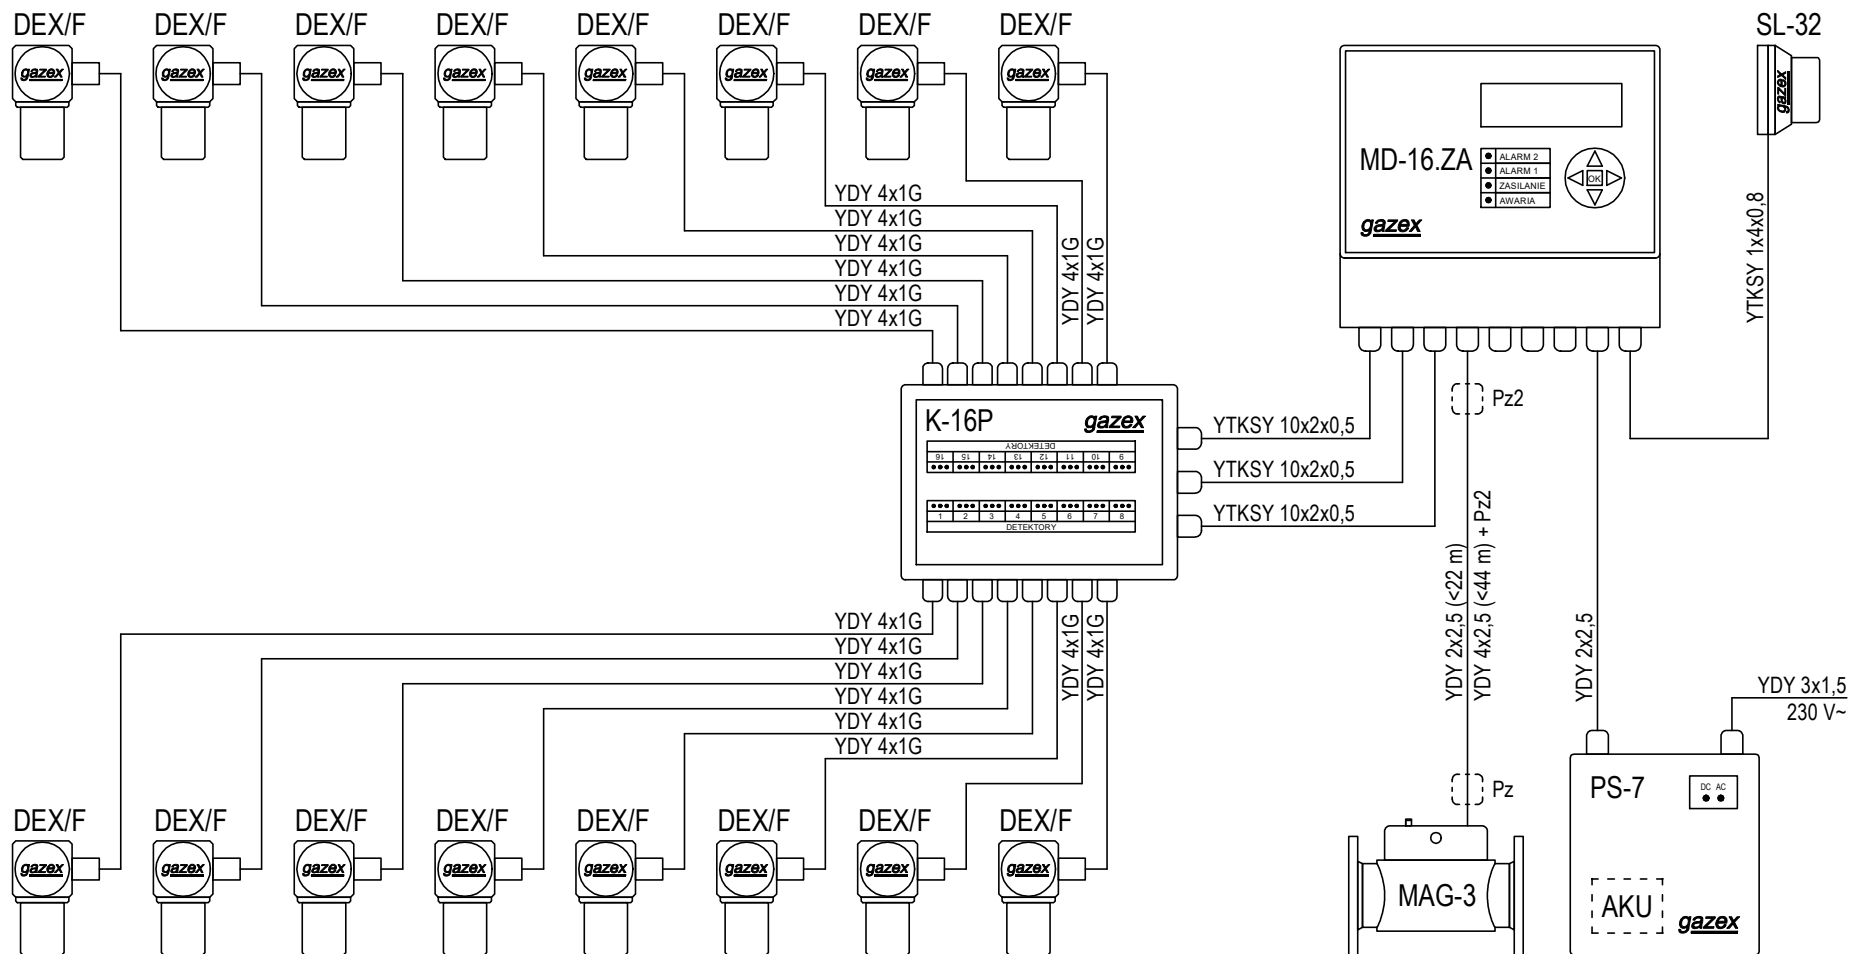 DEX/F DEX/F DEX/F DEX/F DEX/F DEX/F DEX/F DEX/F SL-32
gazex gazex gazex gazex gazex gazex gazex gazex
gazex
MD-16.ZA
ALARM 2
ALARM 1
ZASILANIE
AWARIA
OK
gazex
YTKSY 1x4x0,8
YDY 4x1G
YDY 4x1G
YDY 4x1G
YDY 4x1G
YDY 4x1G
YDY 4x1G
YDY 4x1G
YDY 4x1G
Pz2
K-16P gazex
DETEKTORY
16 15 14 13 12 11 10 9
1 2 3 4 5 6 7 8
DETEKTORY
YTKSY 10x2x0,5
YTKSY 10x2x0,5
YTKSY 10x2x0,5
YDY 2x2,5 (<22 m)
YDY 4x2,5 (<44 m) + Pz2
YDY 2x2,5
YDY 4x1G
YDY 4x1G
YDY 4x1G
YDY 4x1G
YDY 4x1G
YDY 4x1G
YDY 4x1G
YDY 4x1G
YDY 3x1,5
230 V~
Pz
PS-7
DC AC
DEX/F DEX/F DEX/F DEX/F DEX/F DEX/F DEX/F DEX/F
gazex gazex gazex gazex gazex gazex gazex gazex
MAG-3
AKU
gazex